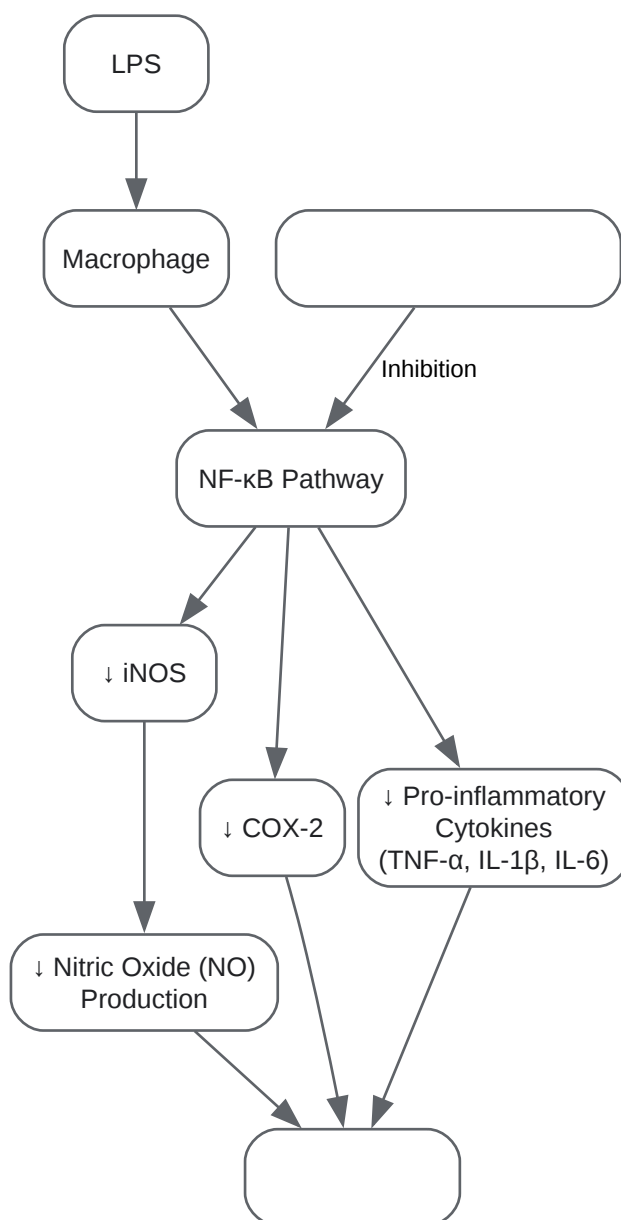 LPS
Macrophage
Inhibition
NF-κB Pathway
↓ iNOS
↓ COX-2
↓ Pro-inflammatory
Cytokines
(TNF-α, IL-1β, IL-6)
↓ Nitric Oxide (NO)
Production